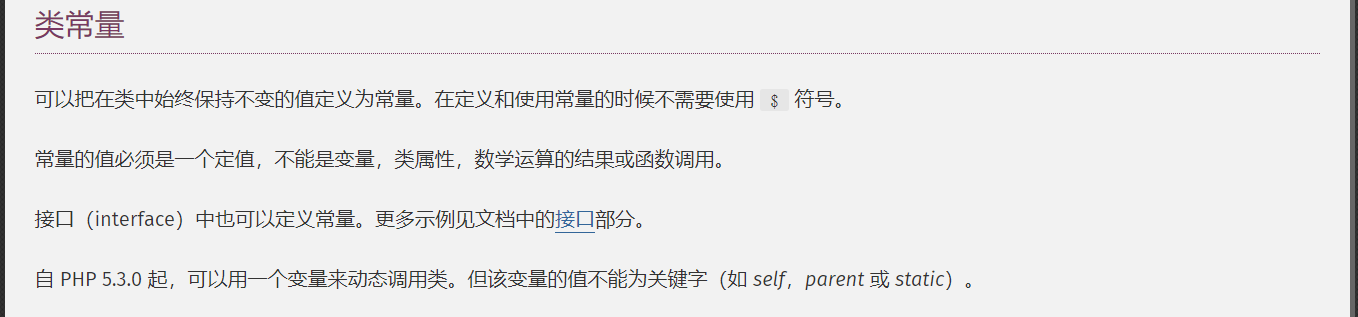 类常量
可以把在类中始终保持不变的值定义为常量。在定义和使用常量的时候不需要使用 $ 符号。
常量的值必须是一个定值，不能是变量，类属性，数学运算的结果或函数调用。
接口（interface）中也可以定义常量。更多示例见文档中的接口部分。
自 PHP 5.3.0 起，可以用一个变量来动态调用类。但该变量的值不能为关键字（如 self，parent 或 static）。